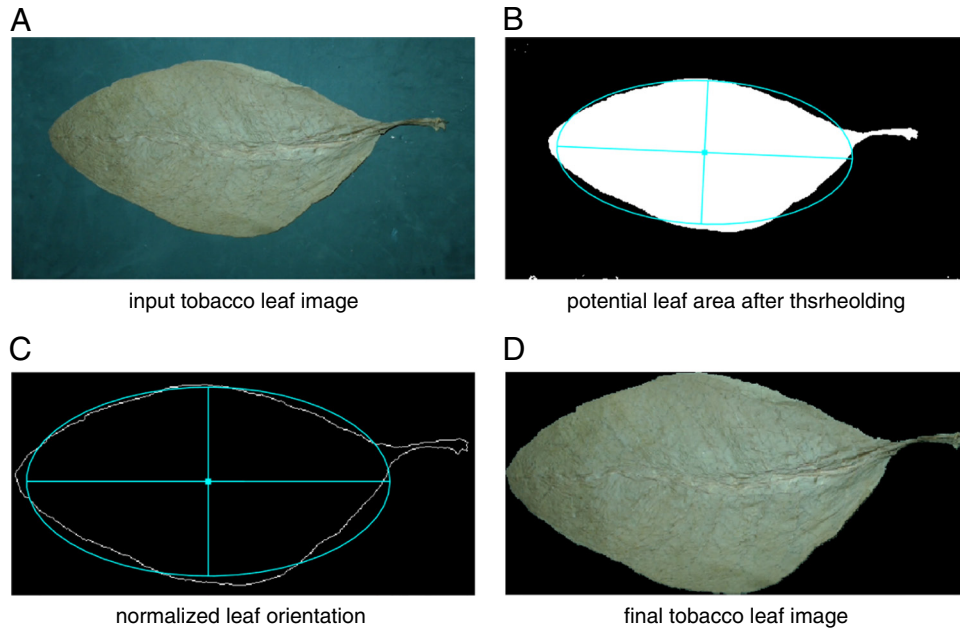 A
B
input tobacco leaf image
potential leaf area after thsrheolding
C
D
normalized leaf orientation
final tobacco leaf image